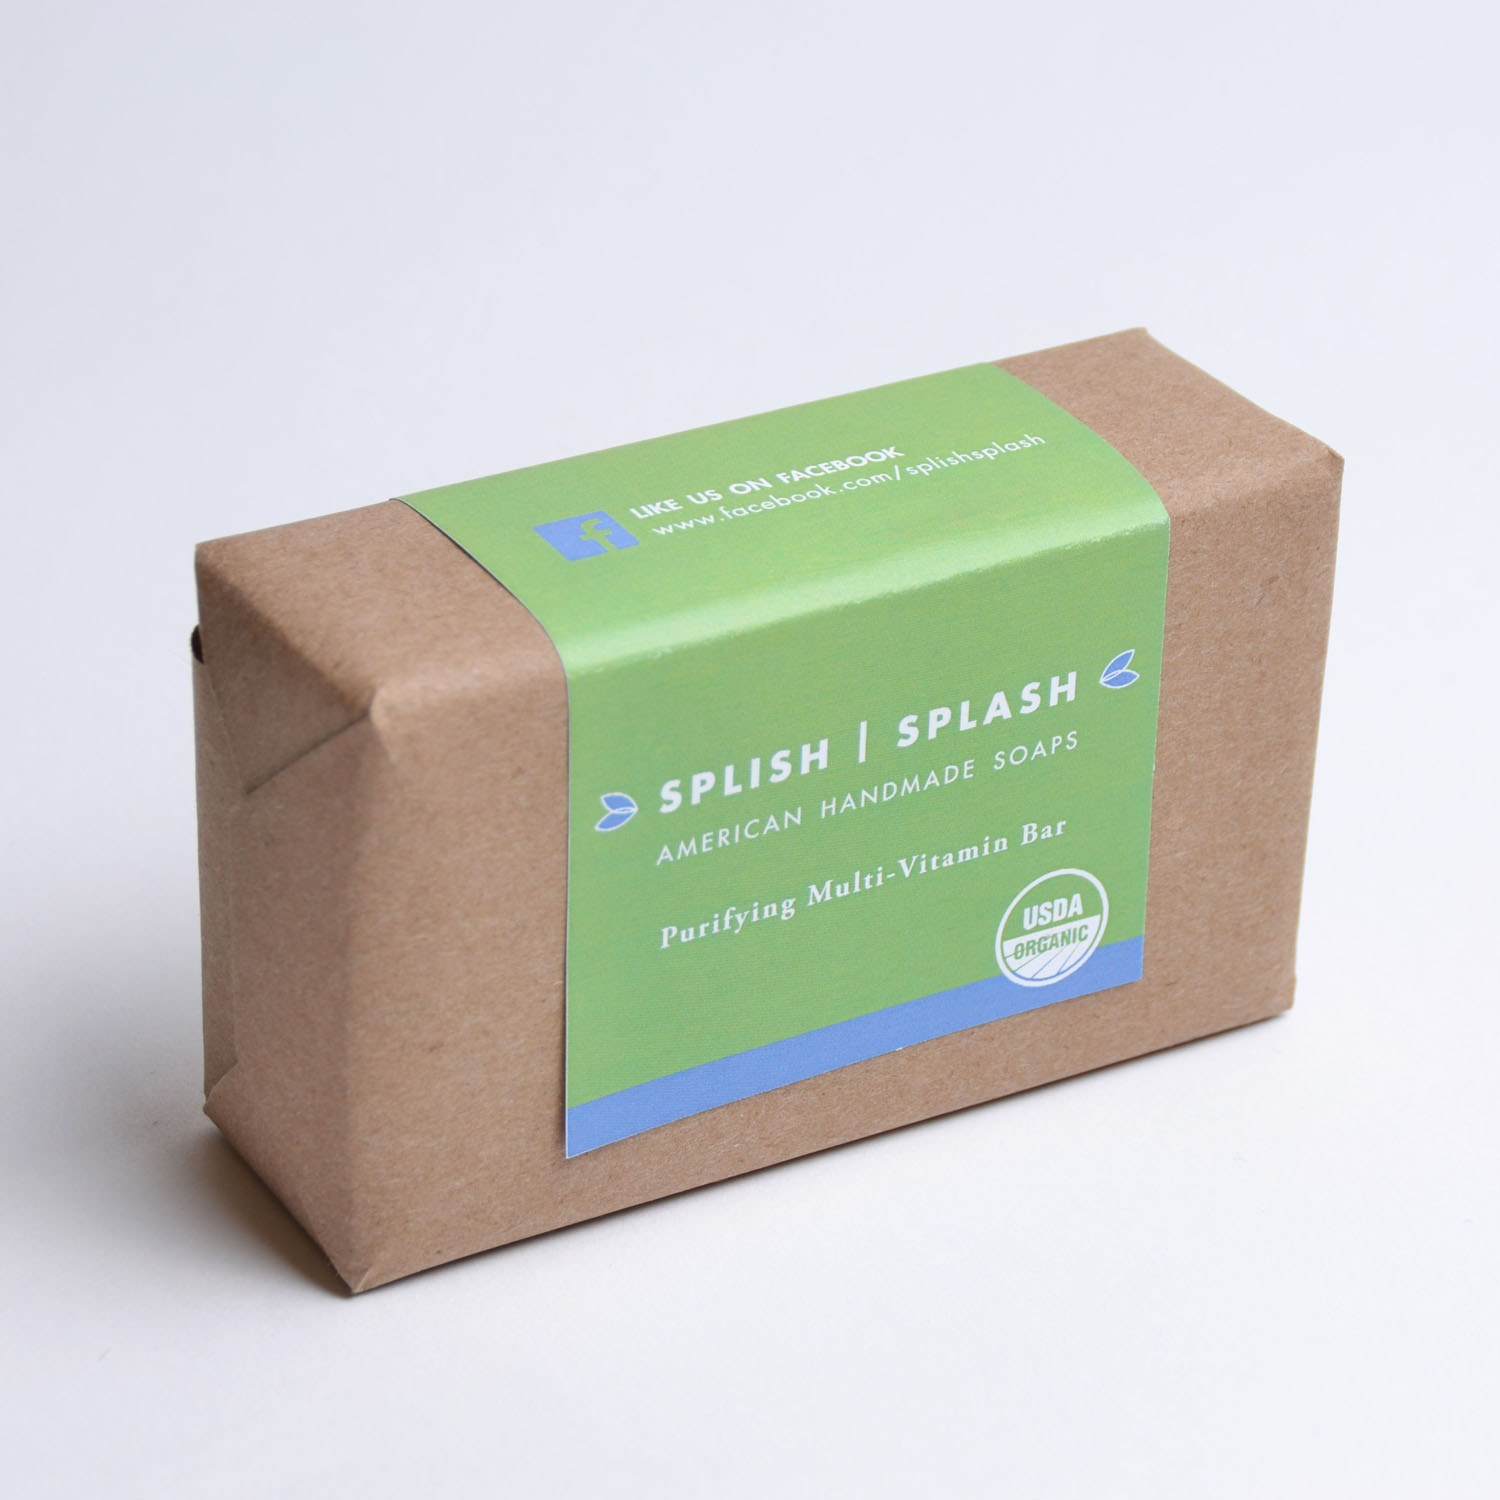 LIKE US ON FACEBOOK
www.facebook.com/splishsplash
SPLISH | SPLASH
AMERICAN HANDMADE SOAPS
Purifying Multi-Vitamin Bar
USDA
ORGANIC